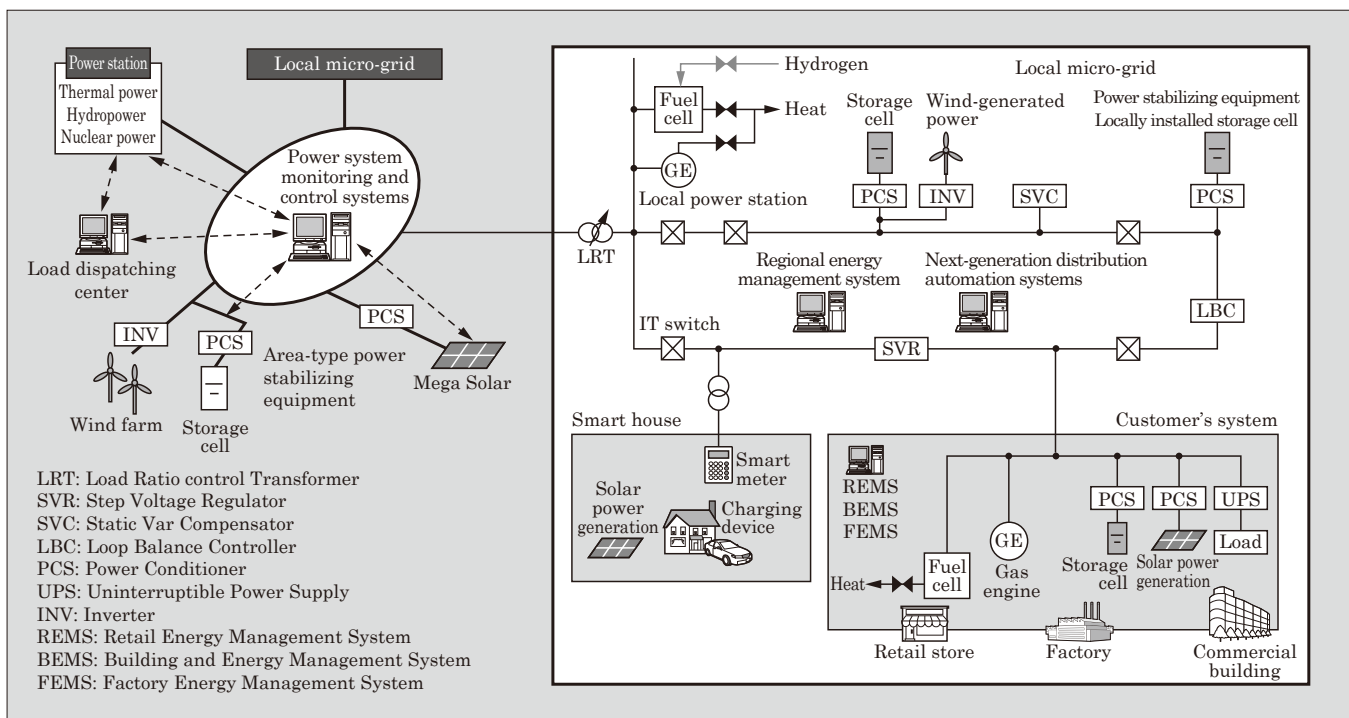 Power station
Thermal power
Hydropower
Nuclear power
Local micro-grid
Power system
monitoring and
control systems
Load dispatching
center
INV
PCS
PCS
Wind farm
Storage
cell
Area-type power
stabilizing
equipment
Mega Solar
LRT: Load Ratio control Transformer
SVR: Step Voltage Regulator
SVC: Static Var Compensator
LBC: Loop Balance Controller
PCS: Power Conditioner
UPS: Uninterruptible Power Supply
INV: Inverter
REMS: Retail Energy Management System
BEMS: Building and Energy Management System
FEMS: Factory Energy Management System
Local micro-grid
Hydrogen
Fuel
cell
Heat
GE
Local power station
Storage
cell
Wind-generated
power
Power stabilizing equipment
Locally installed storage cell
PCS
INV
SVC
PCS
LRT
Regional energy
management system
Next-generation distribution
automation systems
LBC
IT switch
SVR
Smart house
Smart
meter
Solar
power
generation
Charging
device
Customer's system
REMS
BEMS
FEMS
Heat
Fuel
cell
GE
Gas
engine
PCS
PCS
UPS
Storage
cell
Solar power
generation
Load
Retail store
Factory
Commercial
building